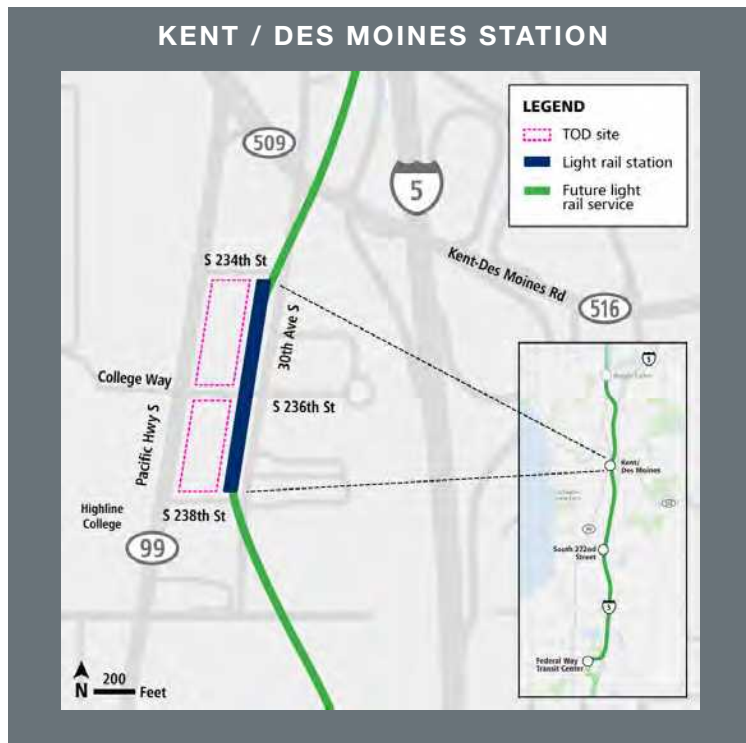 KENT / DES MOINES STATION
LEGEND
TOD site
Light rail station
Future light
rail service
509
5
S 234th St
Kent-Des Moines Rd
516
30th Ave S
College Way
S 236th St
Pacific Hwy S
Highline
College
S 238th St
99
200
N
Feet
5
Kent/
Des Moines
South 272nd
Street
5
Federal Way
Transit Center